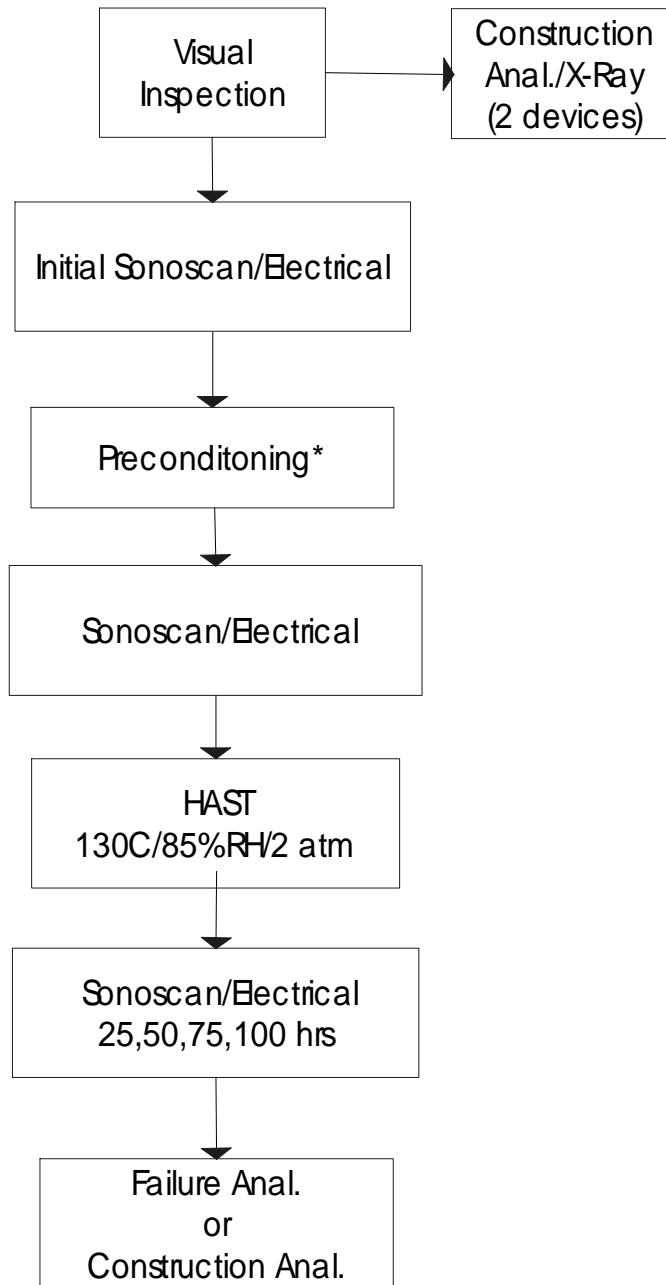 Visual
Inspection
Construction
Anal./X-Ray
(2 devices)
Initial Sonoscan/Electrical
Preconditoning*
Sonoscan/Electrical
HAST
130C/85%RH/2 atm
Sonoscan/Electrical
25,50,75,100 hrs
Failure Anal.
or
Construction Anal.